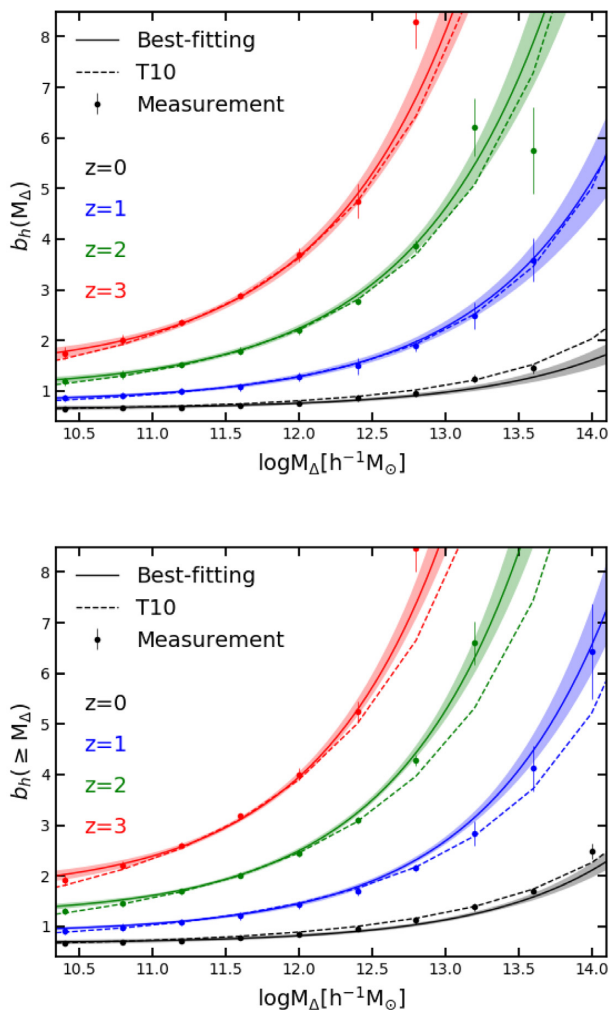 8
7
6
5
4
3
2
1
b_h(M_Δ)
Best-fitting
T10
Measurement
z=0
z=1
z=2
z=3
10.5 11.0 11.5 12.0 12.5 13.0 13.5 14.0
logM_Δ[h⁻¹M_⊙]
8
7
6
5
4
3
2
1
b_h(≥ M_Δ)
Best-fitting
T10
Measurement
z=0
z=1
z=2
z=3
10.5 11.0 11.5 12.0 12.5 13.0 13.5 14.0
logM_Δ[h⁻¹M_⊙]